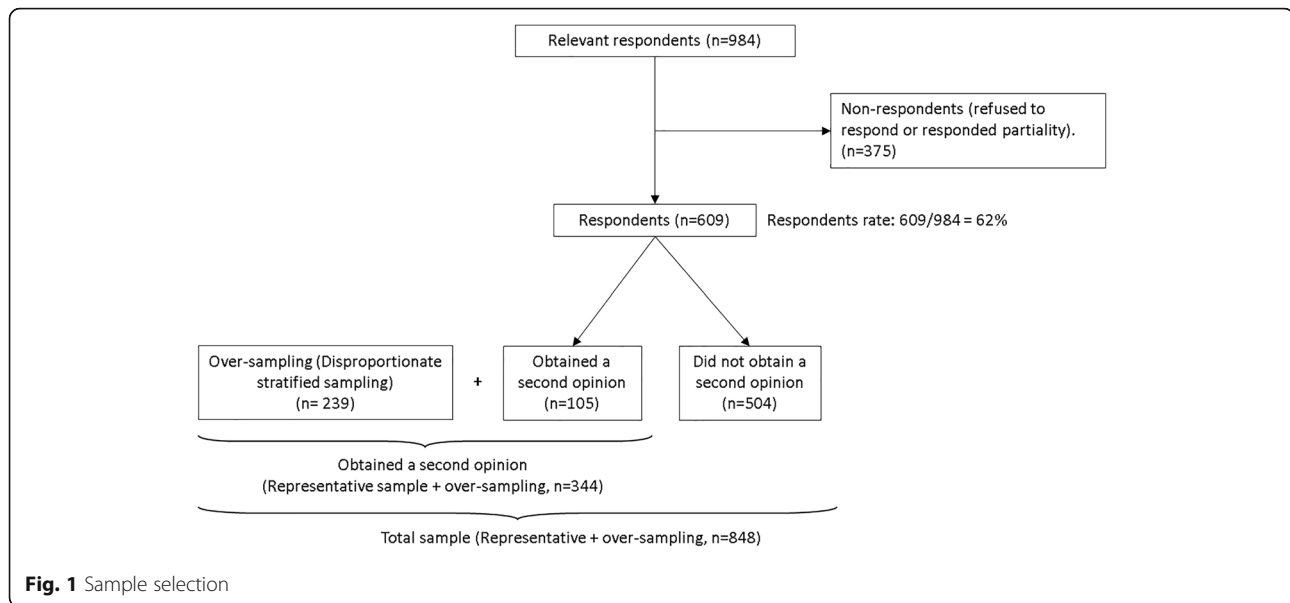 Relevant respondents (n=984)
Non-respondents (refused to
respond or responded partiality).
(n=375)
Respondents (n=609)
Respondents rate: 609/984 = 62%
Over-sampling (Disproportionate
stratified sampling)
(n= 239)
+
Obtained a
second opinion
(n=105)
Did not obtain a
second opinion
(n=504)
Obtained a second opinion
(Representative sample + over-sampling, n=344)
Total sample (Representative + over-sampling, n=848)
Fig. 1 Sample selection